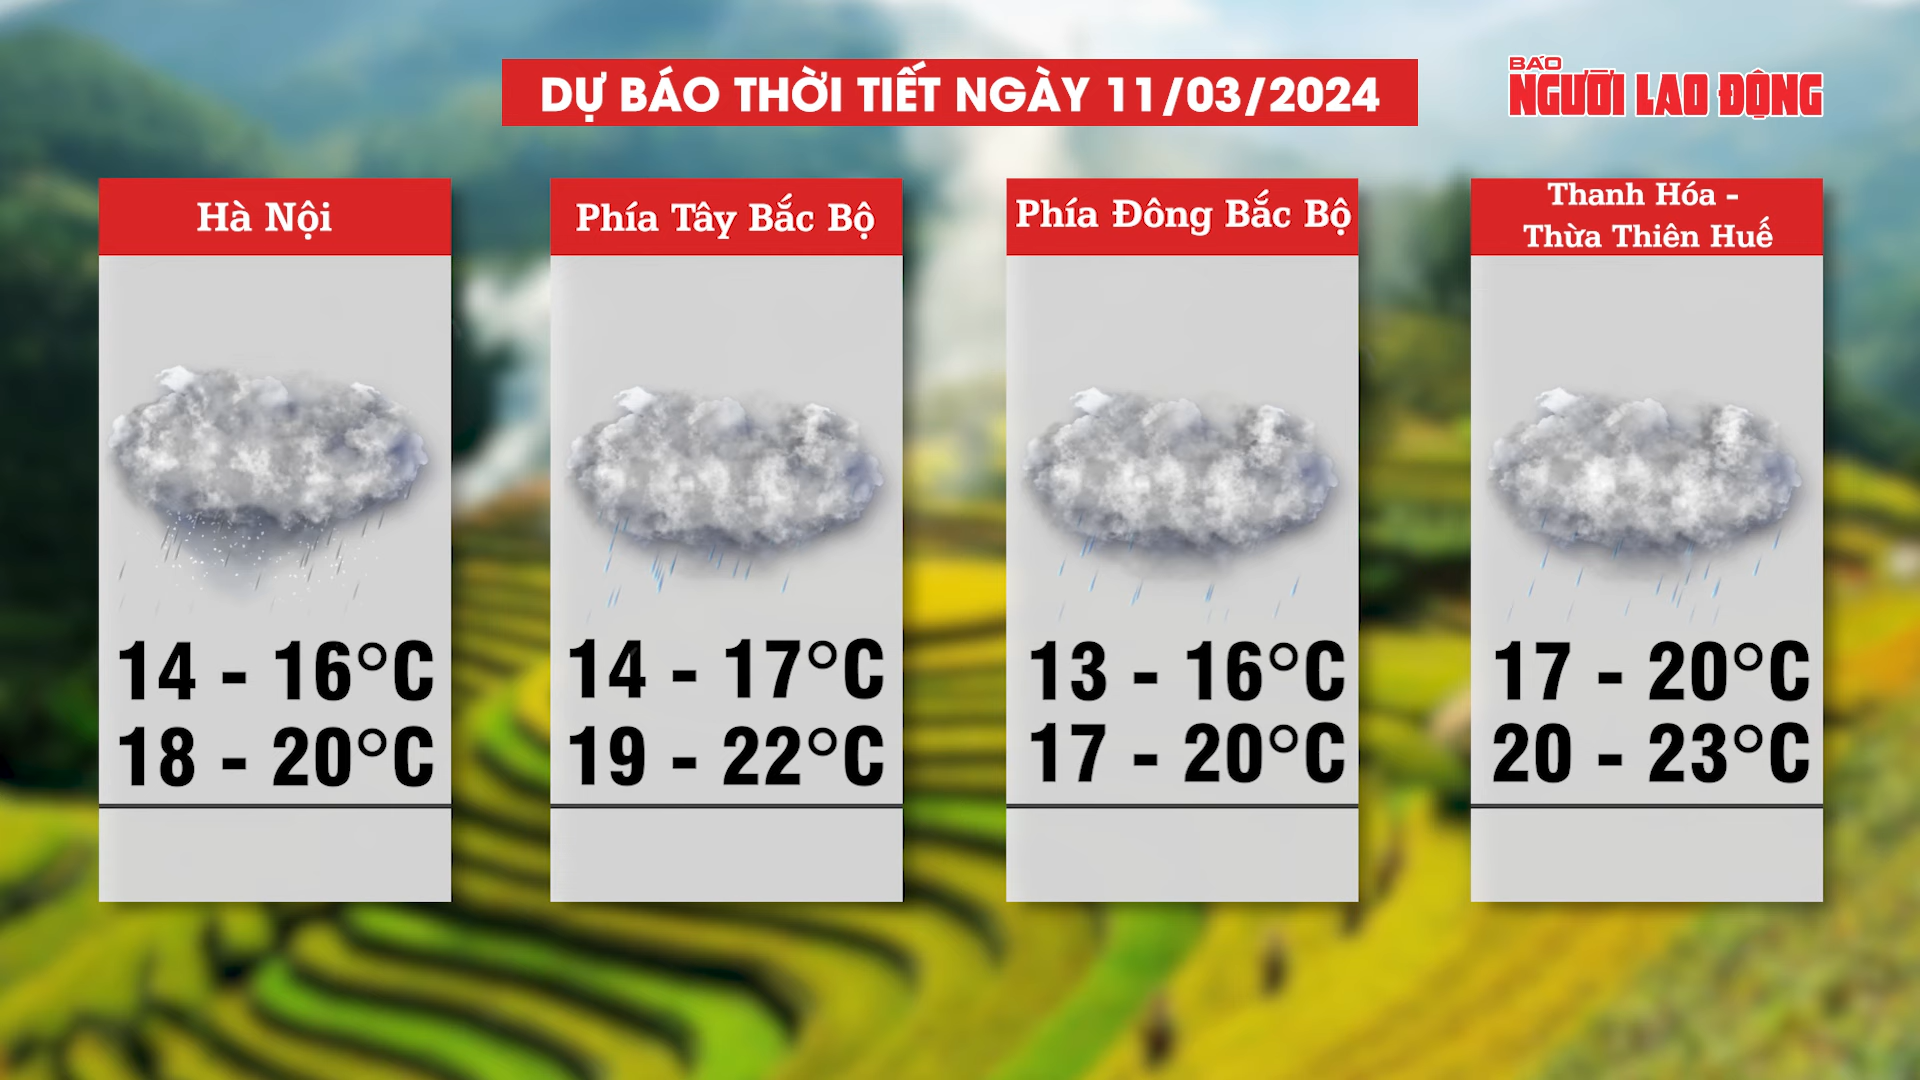 DỰ BÁO THỜI TIẾT NGÀY 11/03/2024
BÁO
NGƯỜI LAO ĐỘNG
Hà Nội
14 - 16°C
18 - 20°C
Phía Tây Bắc Bộ
14 - 17°C
19 - 22°C
Phía Đông Bắc Bộ
13 - 16°C
17 - 20°C
Thanh Hóa -
Thừa Thiên Huế
17 - 20°C
20 - 23°C